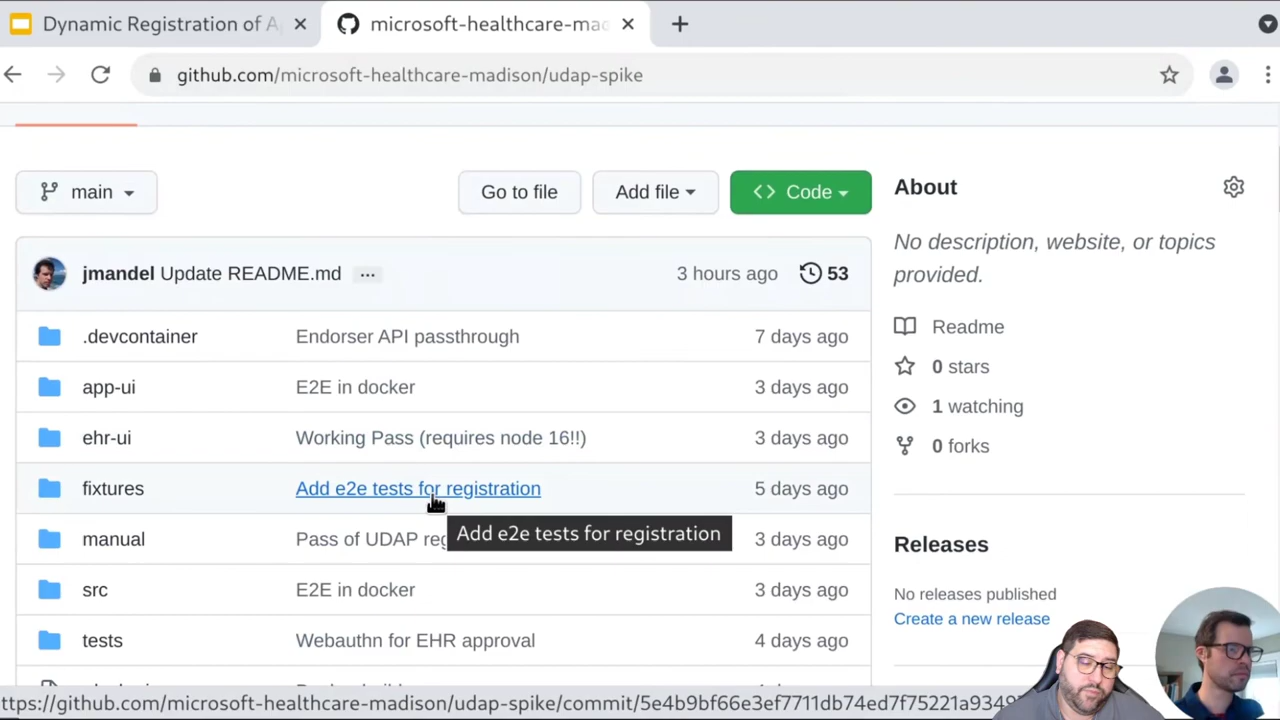 Dynamic Registration of A
microsoft-healthcare-mad
github.com/microsoft-healthcare-madison/udap-spike
main
Go to file
Add file
Code
About
No description, website, or topics
provided.
jmandel Update README.md
3 hours ago
53
.devcontainer
Endorser API passthrough
7 days ago
app-ui
E2E in docker
3 days ago
ehr-ui
Working Pass (requires node 16!!)
3 days ago
fixtures
Add e2e tests for registration
5 days ago
Add e2e tests for registration
manual
Pass of UDAP reg
3 days ago
src
E2E in docker
3 days ago
tests
Webauthn for EHR approval
4 days ago
Readme
0 stars
1 watching
0 forks
Releases
No releases published
Create a new release
ttps://github.com/microsoft-healthcare-madison/udap-spike/commit/5e4b9bf66e3ef7711db74ed7f75221a9349